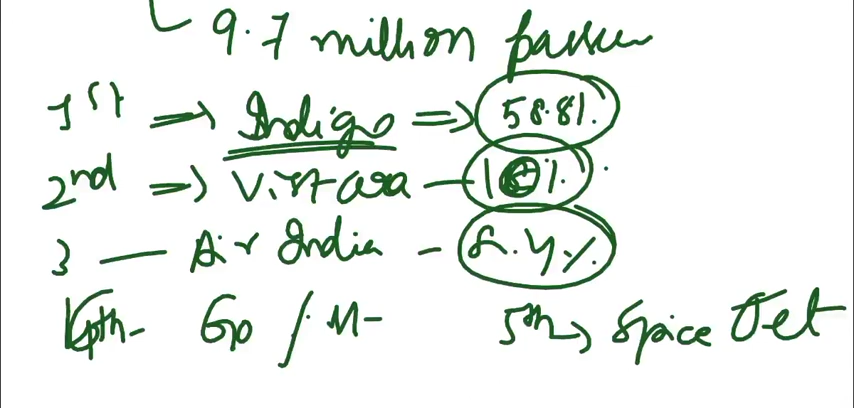 9.7 million passen
1st ⇒ Indigo ⇒ 58.8%.
2nd ⇒ Vistara — 10%.
3 — Air India - 8.4%
4th - Go / M- 5th → Spice Jet